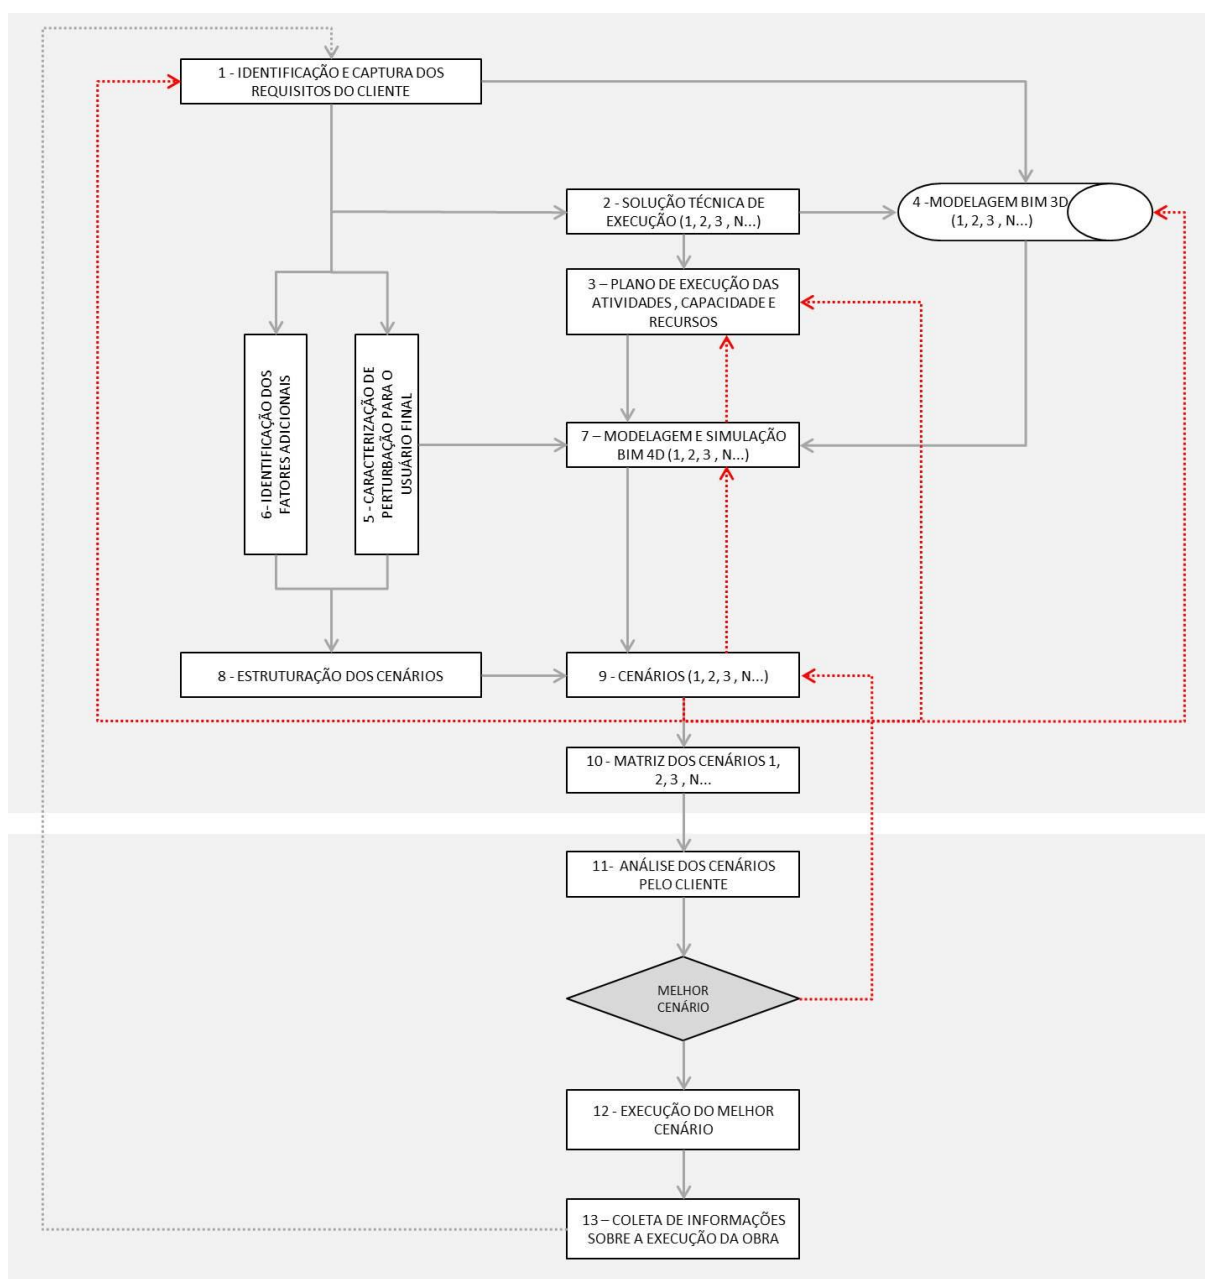 1 - IDENTIFICAÇÃO E CAPTURA DOS
REQUISITOS DO CLIENTE
2 - SOLUÇÃO TÉCNICA DE
EXECUÇÃO (1, 2, 3 , N...)
4 -MODELAGEM BIM 3D
(1, 2, 3 , N...)
3 – PLANO DE EXECUÇÃO DAS
ATIVIDADES , CAPACIDADE E
RECURSOS
6- IDENTIFICAÇÃO DOS
FATORES ADICIONAIS
5 - CARACTERIZAÇÃO DE
PERTURBAÇÃO PARA O
USUÁRIO FINAL
7 – MODELAGEM E SIMULAÇÃO
BIM 4D (1, 2, 3 , N...)
8 - ESTRUTURAÇÃO DOS CENÁRIOS
9 - CENÁRIOS (1, 2, 3 , N...)
10 - MATRIZ DOS CENÁRIOS 1,
2, 3 , N...
11- ANÁLISE DOS CENÁRIOS
PELO CLIENTE
MELHOR
CENÁRIO
12 - EXECUÇÃO DO MELHOR
CENÁRIO
13 – COLETA DE INFORMAÇÕES
SOBRE A EXECUÇÃO DA OBRA